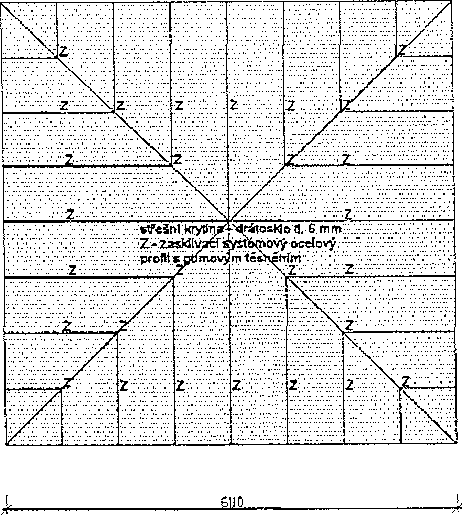 Z Z
Z Z Z Z Z Z Z
Z Z Z Z
Z Z
střešní krytina - drátosklo tl. 6 mm
Z - zasklívací systémový ocelový
profil s gumovým těsněním
Z Z Z Z
Z Z Z
Z Z Z Z Z Z Z
6110